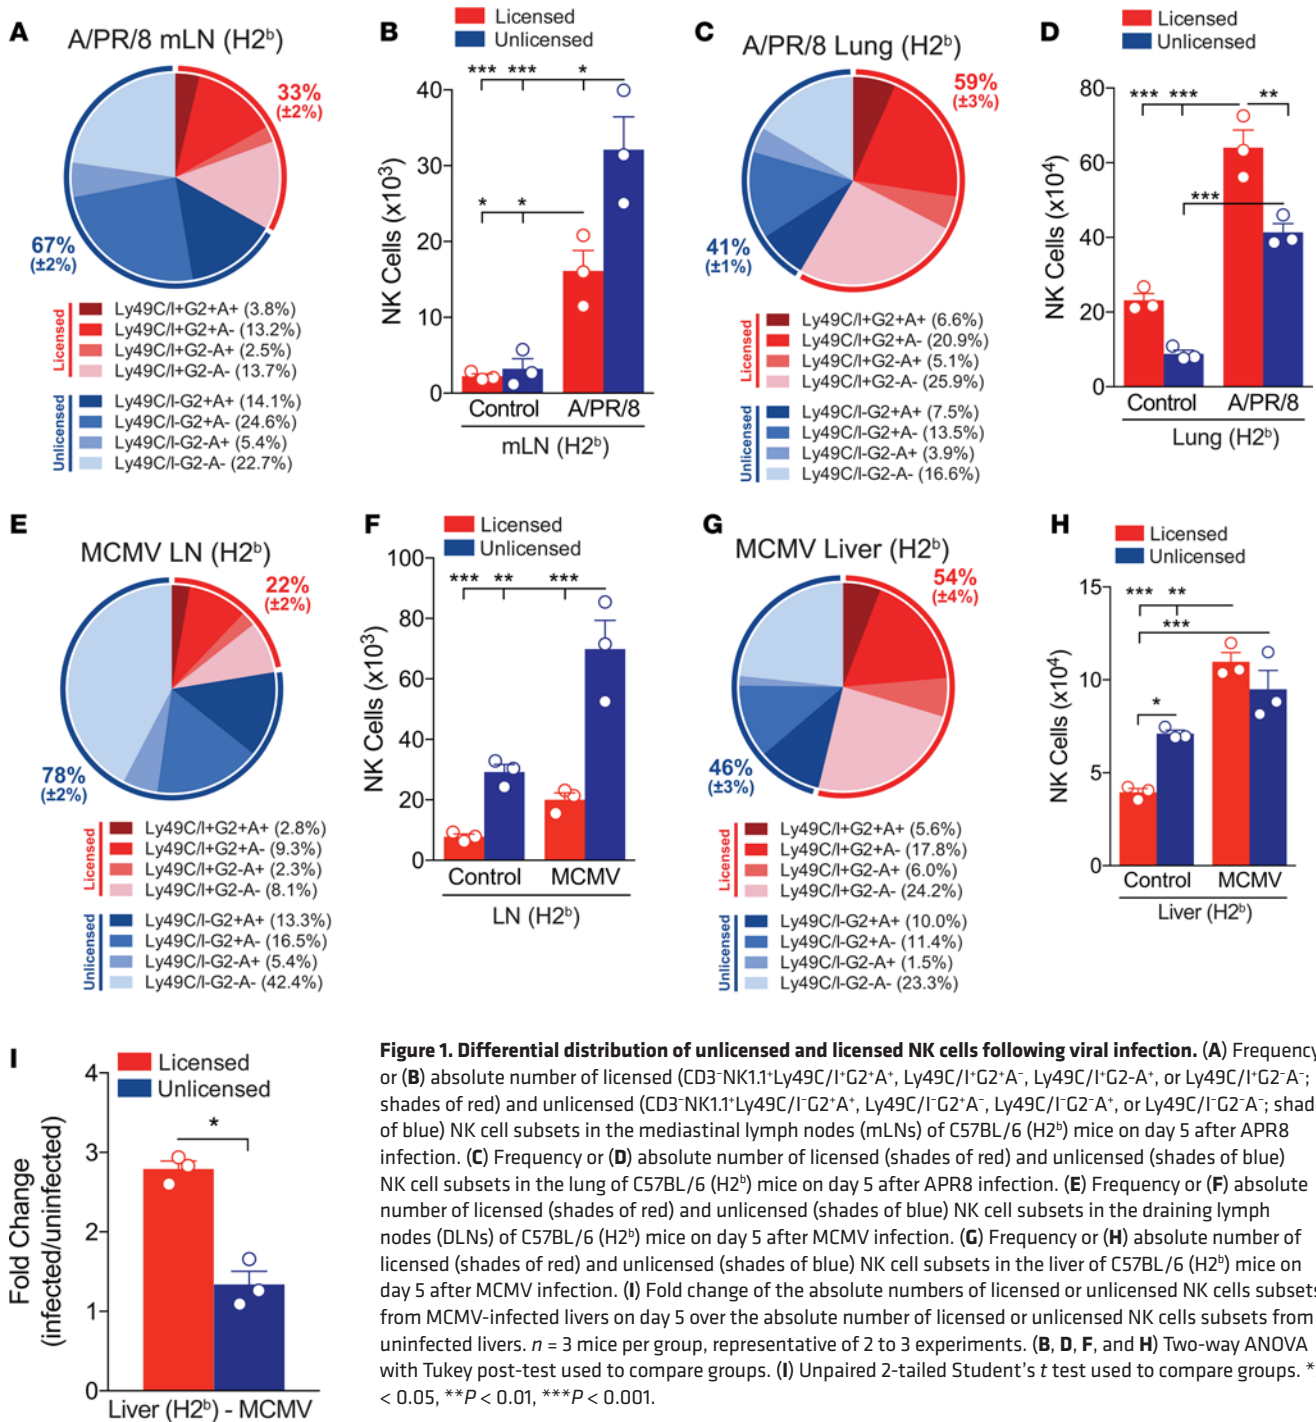 A
A/PR/8 mLN (H2ᵇ)
33%
(±2%)
67%
(±2%)
Licensed
Ly49C/I+G2+A+ (3.8%)
Ly49C/I+G2+A- (13.2%)
Ly49C/I+G2-A+ (2.5%)
Ly49C/I+G2-A- (13.7%)
Unlicensed
Ly49C/I-G2+A+ (14.1%)
Ly49C/I-G2+A- (24.6%)
Ly49C/I-G2-A+ (5.4%)
Ly49C/I-G2-A- (22.7%)
B
Licensed
Unlicensed
NK Cells (x10³)
40
30
20
10
0
*** *** *
* *
Control A/PR/8
mLN (H2ᵇ)
C
A/PR/8 Lung (H2ᵇ)
59%
(±3%)
41%
(±1%)
Licensed
Ly49C/I+G2+A+ (6.6%)
Ly49C/I+G2+A- (20.9%)
Ly49C/I+G2-A+ (5.1%)
Ly49C/I+G2-A- (25.9%)
Unlicensed
Ly49C/I-G2+A+ (7.5%)
Ly49C/I-G2+A- (13.5%)
Ly49C/I-G2-A+ (3.9%)
Ly49C/I-G2-A- (16.6%)
D
Licensed
Unlicensed
NK Cells (x10⁴)
80
60
40
20
0
*** *** **
***
Control A/PR/8
Lung (H2ᵇ)
E
MCMV LN (H2ᵇ)
22%
(±2%)
78%
(±2%)
Licensed
Ly49C/I+G2+A+ (2.8%)
Ly49C/I+G2+A- (9.3%)
Ly49C/I+G2-A+ (2.3%)
Ly49C/I+G2-A- (8.1%)
Unlicensed
Ly49C/I-G2+A+ (13.3%)
Ly49C/I-G2+A- (16.5%)
Ly49C/I-G2-A+ (5.4%)
Ly49C/I-G2-A- (42.4%)
F
Licensed
Unlicensed
NK Cells (x10³)
100
80
60
40
20
0
*** ** ***
Control MCMV
LN (H2ᵇ)
G
MCMV Liver (H2ᵇ)
54%
(±4%)
46%
(±3%)
Licensed
Ly49C/I+G2+A+ (5.6%)
Ly49C/I+G2+A- (17.8%)
Ly49C/I+G2-A+ (6.0%)
Ly49C/I+G2-A- (24.2%)
Unlicensed
Ly49C/I-G2+A+ (10.0%)
Ly49C/I-G2+A- (11.4%)
Ly49C/I-G2-A+ (1.5%)
Ly49C/I-G2-A- (23.3%)
H
Licensed
Unlicensed
NK Cells (x10⁴)
15
10
5
0
*** **
***
*
Control MCMV
Liver (H2ᵇ)
I
Licensed
Unlicensed
Fold Change
(infected/uninfected)
4
3
2
1
0
*
Liver (H2ᵇ) - MCMV
Figure 1. Differential distribution of unlicensed and licensed NK cells following viral infection. (A) Frequency
or (B) absolute number of licensed (CD3⁻NK1.1⁺Ly49C/I⁺G2⁺A⁺, Ly49C/I⁺G2⁺A⁻, Ly49C/I⁺G2-A⁺, or Ly49C/I⁺G2⁻A⁻;
shades of red) and unlicensed (CD3⁻NK1.1⁺Ly49C/I⁻G2⁺A⁺, Ly49C/I⁻G2⁺A⁻, Ly49C/I⁻G2⁻A⁺, or Ly49C/I⁻G2⁻A⁻; shad
of blue) NK cell subsets in the mediastinal lymph nodes (mLNs) of C57BL/6 (H2ᵇ) mice on day 5 after APR8
infection. (C) Frequency or (D) absolute number of licensed (shades of red) and unlicensed (shades of blue)
NK cell subsets in the lung of C57BL/6 (H2ᵇ) mice on day 5 after APR8 infection. (E) Frequency or (F) absolute
number of licensed (shades of red) and unlicensed (shades of blue) NK cell subsets in the draining lymph
nodes (DLNs) of C57BL/6 (H2ᵇ) mice on day 5 after MCMV infection. (G) Frequency or (H) absolute number of
licensed (shades of red) and unlicensed (shades of blue) NK cell subsets in the liver of C57BL/6 (H2ᵇ) mice on
day 5 after MCMV infection. (I) Fold change of the absolute numbers of licensed or unlicensed NK cells subsets
from MCMV-infected livers on day 5 over the absolute number of licensed or unlicensed NK cells subsets from
uninfected livers. n = 3 mice per group, representative of 2 to 3 experiments. (B, D, F, and H) Two-way ANOVA
with Tukey post-test used to compare groups. (I) Unpaired 2-tailed Student's t test used to compare groups. *
< 0.05, **P < 0.01, ***P < 0.001.